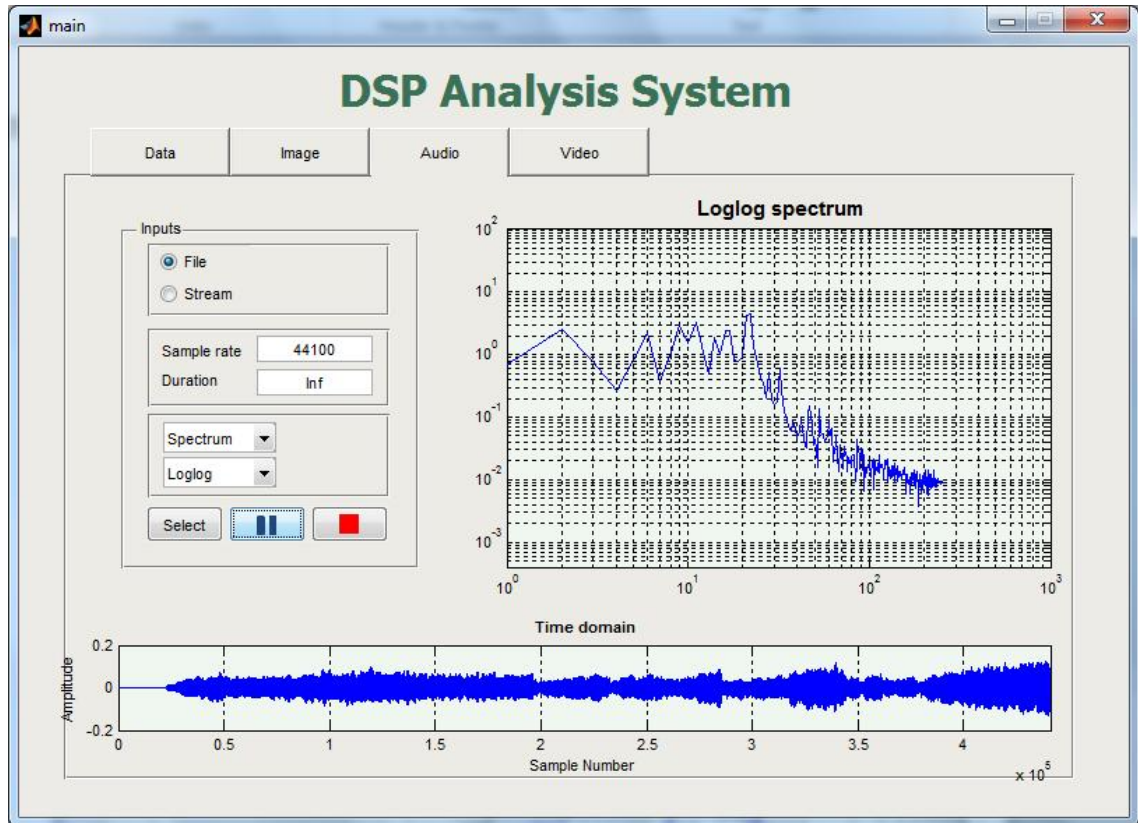 main
DSP Analysis System
Data
Image
Audio
Video
Inputs
File
Stream
Sample rate 44100
Duration Inf
Spectrum
Loglog
Select
Loglog spectrum
10^2
10^1
10^0
10^-1
10^-2
10^-3
10^0 10^1 10^2 10^3
Time domain
Amplitude
0.2
0
-0.2
0 0.5 1 1.5 2 2.5 3 3.5 4
Sample Number
x 10^5